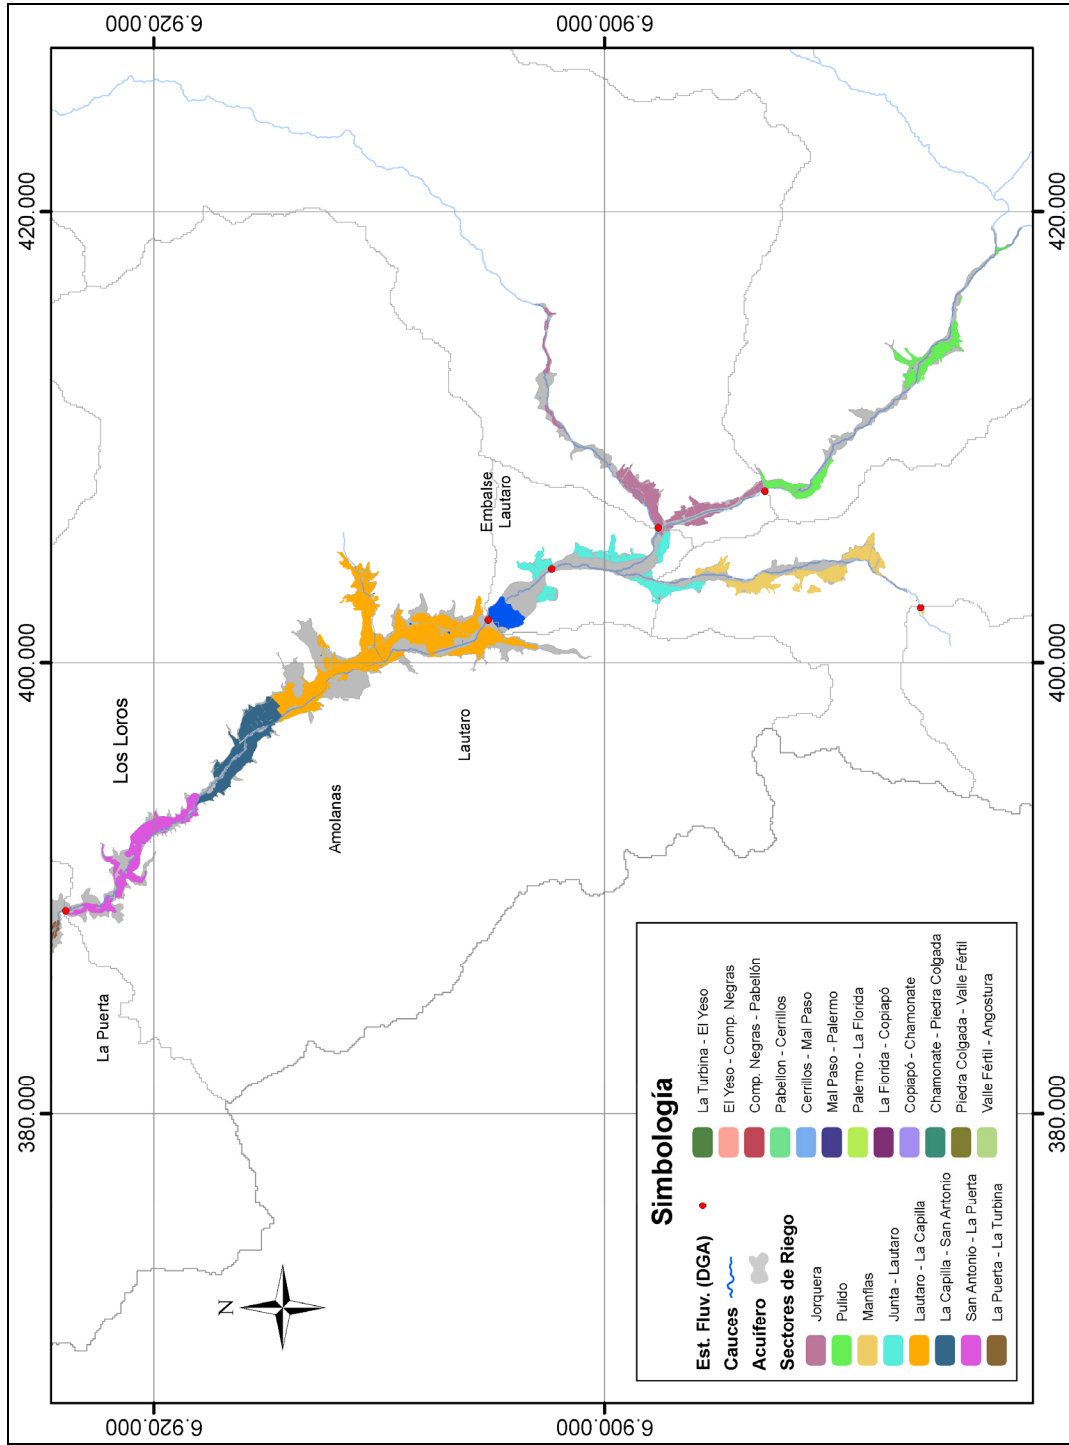 6.920.000
6.900.000
420.000
420.000
400.000
400.000
380.000
380.000
6.920.000
6.900.000
Embalse
Lautaro
Los Loros
Lautaro
Amolanas
La Puerta
N
Simbología
Est. Fluv. (DGA)
Cauces
Acuífero
Sectores de Riego
Jorquera
Pulido
Manflas
Junta - Lautaro
Lautaro - La Capilla
La Capilla - San Antonio
San Antonio - La Puerta
La Puerta - La Turbina
La Turbina - El Yeso
El Yeso - Comp. Negras
Comp. Negras - Pabellón
Pabellon - Cerrillos
Cerrillos - Mal Paso
Mal Paso - Palermo
Palermo - La Florida
La Florida - Copiapó
Copiapó - Chamonate
Chamonate - Piedra Colgada
Piedra Colgada - Valle Fértil
Valle Fértil - Angostura